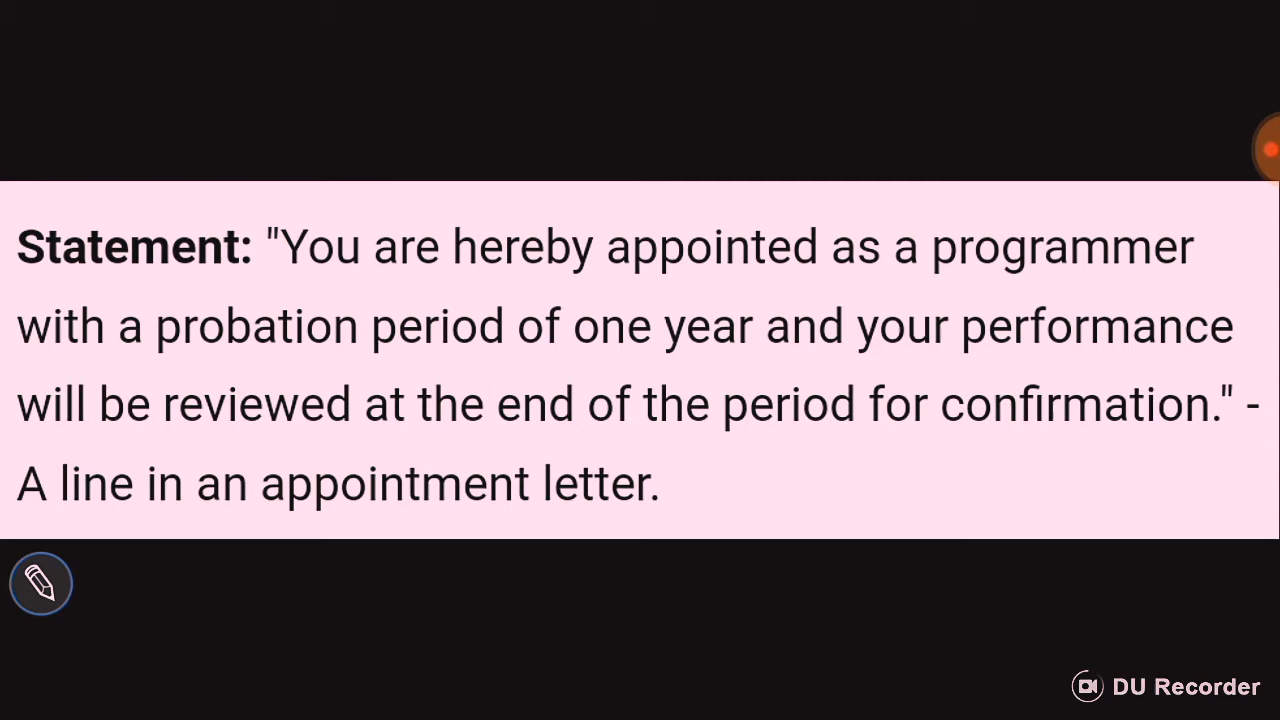 Statement: "You are hereby appointed as a programmer
with a probation period of one year and your performance
will be reviewed at the end of the period for confirmation." -
A line in an appointment letter.
DU Recorder